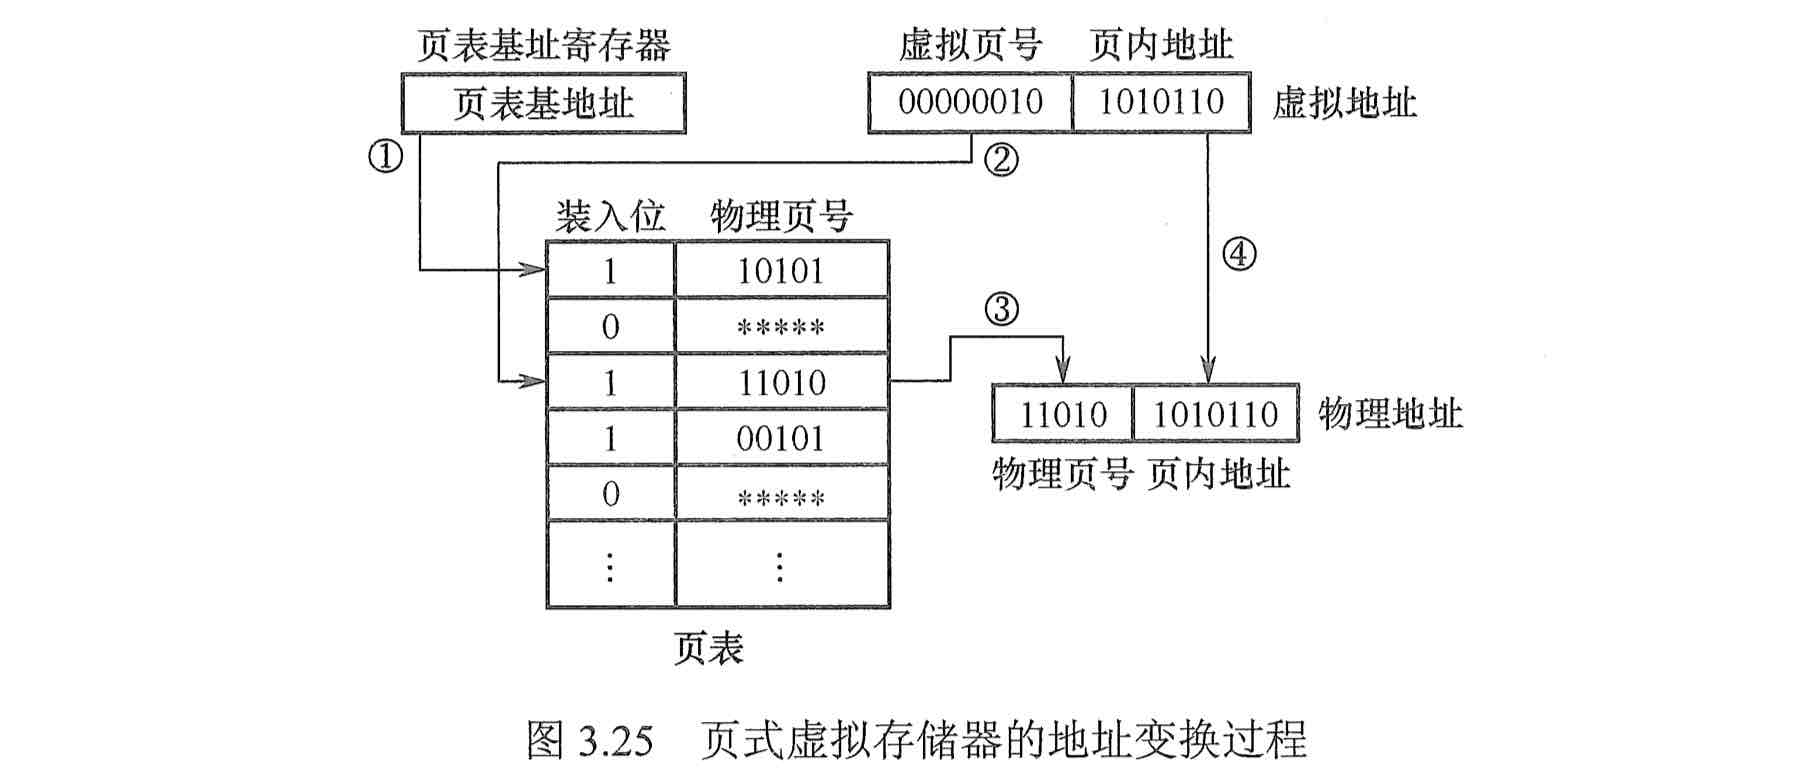 页表基址寄存器 虚拟页号 页内地址
页表基地址 00000010 1010110 虚拟地址
① ②
装入位 物理页号
1 10101 ④
0 ***** ③
1 11010
11010 1010110 物理地址
1 00101
物理页号 页内地址
0 *****
⋮ ⋮
页表
图 3.25 页式虚拟存储器的地址变换过程